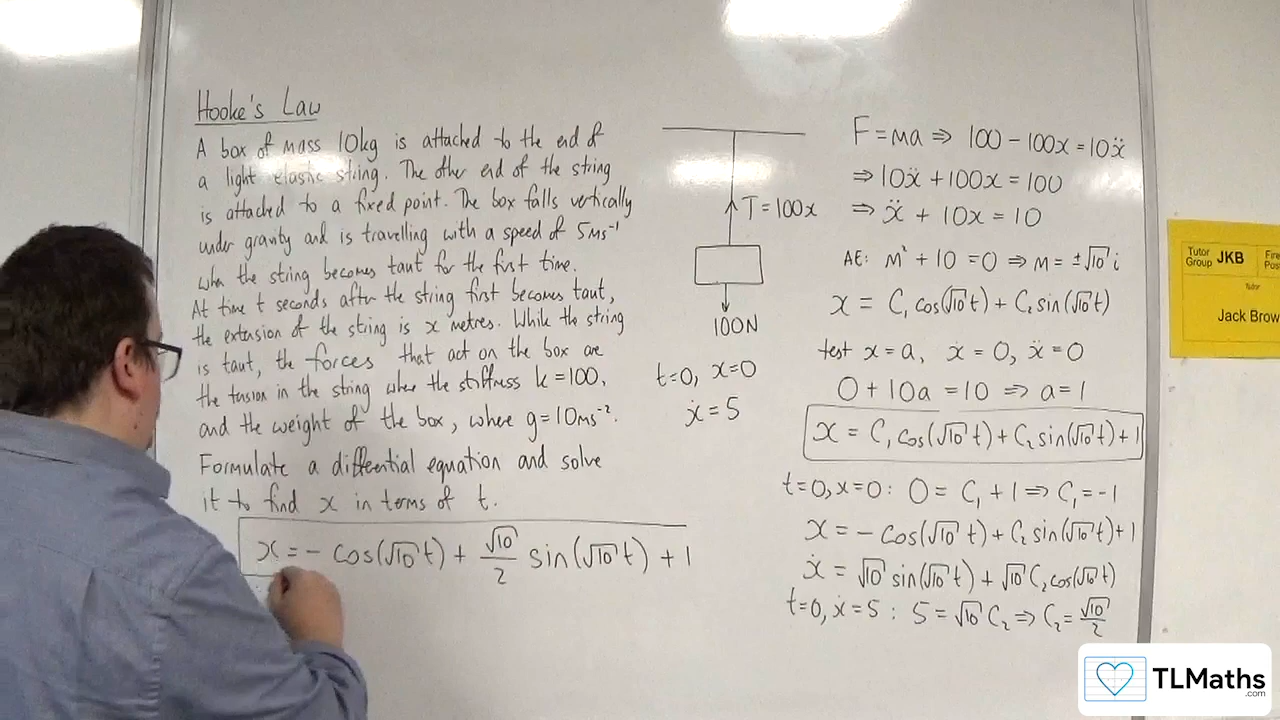 Hooke's Law
A box of mass 10kg is attached to the end of
a light elastic string. The other end of the string
is attached to a fixed point. The box falls vertically
under gravity and is travelling with a speed of 5ms⁻¹
when the string becomes taut for the first time.
At time t seconds after the string first becomes taut,
the extension of the string is x metres. While the string
is taut, the forces that act on the box are
the tension in the string where the stiffness k = 100,
and the weight of the box, where g = 10ms⁻².
Formulate a differential equation and solve
it to find x in terms of t.
x = - cos(√10 t) + √10/2 sin(√10 t) + 1
T = 100x
100N
t=0, x=0
ẋ = 5
F = ma ⇒ 100 - 100x = 10ẍ
⇒ 10ẍ + 100x = 100
⇒ ẍ + 10x = 10
AE: m² + 10 = 0 ⇒ m = ±√10 i
x = C₁ cos(√10 t) + C₂ sin(√10 t)
test x = a, ẋ = 0, ẍ = 0
0 + 10a = 10 ⇒ a = 1
x = C₁ cos(√10 t) + C₂ sin(√10 t) + 1
t=0, x=0 : 0 = C₁ + 1 ⇒ C₁ = -1
x = - cos(√10 t) + C₂ sin(√10 t) + 1
ẋ = √10 sin(√10 t) + √10 C₂ cos(√10 t)
t=0, ẋ = 5 : 5 = √10 C₂ ⇒ C₂ = √10/2
Tutor
Group JKB
Tutor
Jack Brow
TLMaths
.com